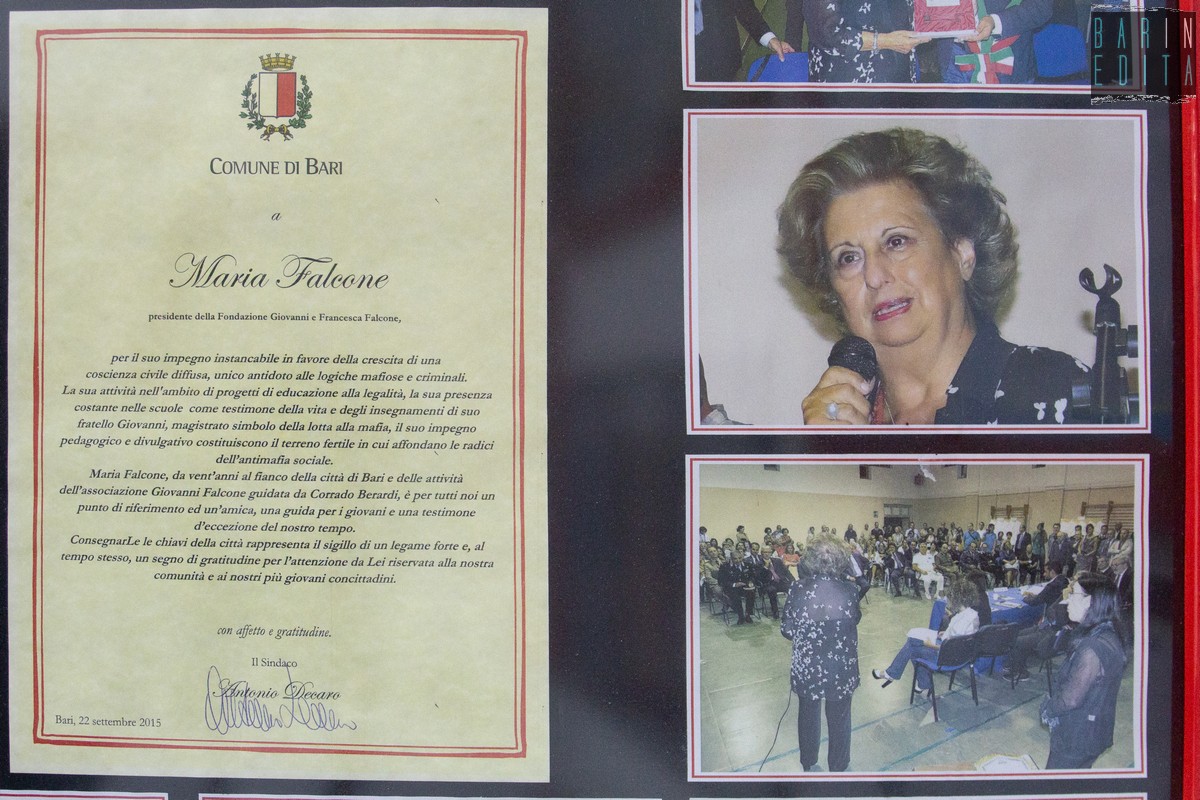 COMUNE DI BARI
a
Maria Falcone
presidente della Fondazione Giovanni e Francesca Falcone,
per il suo impegno instancabile in favore della crescita di una
coscienza civile diffusa, unico antidoto alle logiche mafiose e criminali.
La sua attività nell'ambito di progetti di educazione alla legalità, la sua presenza
costante nelle scuole come testimone della vita e degli insegnamenti di suo
fratello Giovanni, magistrato simbolo della lotta alla mafia, il suo impegno
pedagogico e divulgativo costituiscono il terreno fertile in cui affondano le radici
dell'antimafia sociale.
Maria Falcone, da vent'anni al fianco della città di Bari e delle attività
dell'associazione Giovanni Falcone guidata da Corrado Berardi, è per tutti noi un
punto di riferimento ed un'amica, una guida per i giovani e una testimone
d'eccezione del nostro tempo.
ConsegnarLe le chiavi della città rappresenta il sigillo di un legame forte e, al
tempo stesso, un segno di gratitudine per l'attenzione da Lei riservata alla nostra
comunità e ai nostri più giovani concittadini.
con affetto e gratitudine.
Il Sindaco
Antonio Decaro
Bari, 22 settembre 2015
BARIN
EDITA